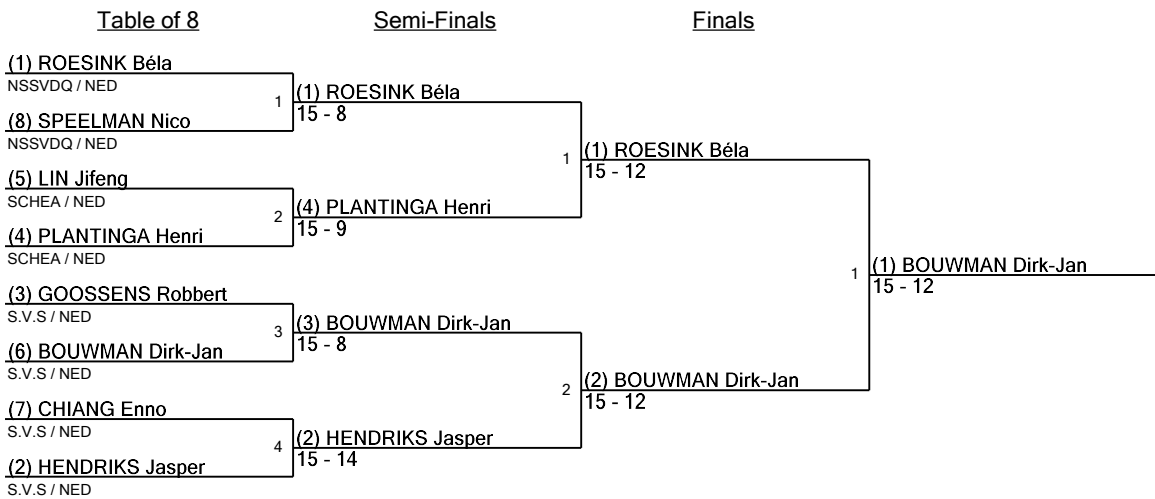 Table of 8
Semi-Finals
Finals
(1) ROESINK Béla
NSSVDQ / NED
1
(8) SPEELMAN Nico
NSSVDQ / NED
(5) LIN Jifeng
SCHEA / NED
2
(4) PLANTINGA Henri
SCHEA / NED
(3) GOOSSENS Robbert
S.V.S / NED
3
(6) BOUWMAN Dirk-Jan
S.V.S / NED
(7) CHIANG Enno
S.V.S / NED
4
(2) HENDRIKS Jasper
S.V.S / NED
(1) ROESINK Béla
15 - 8
1
(4) PLANTINGA Henri
15 - 9
(3) BOUWMAN Dirk-Jan
15 - 8
2
(2) HENDRIKS Jasper
15 - 14
(1) ROESINK Béla
15 - 12
1
(2) BOUWMAN Dirk-Jan
15 - 12
(1) BOUWMAN Dirk-Jan
15 - 12